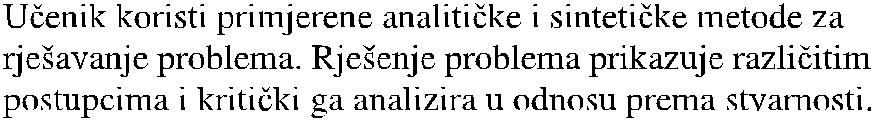 Učenik koristi primjerene analitičke i sintetičke metode za
rješavanje problema. Rješenje problema prikazuje različitim
postupcima i kritički ga analizira u odnosu prema stvarnosti.